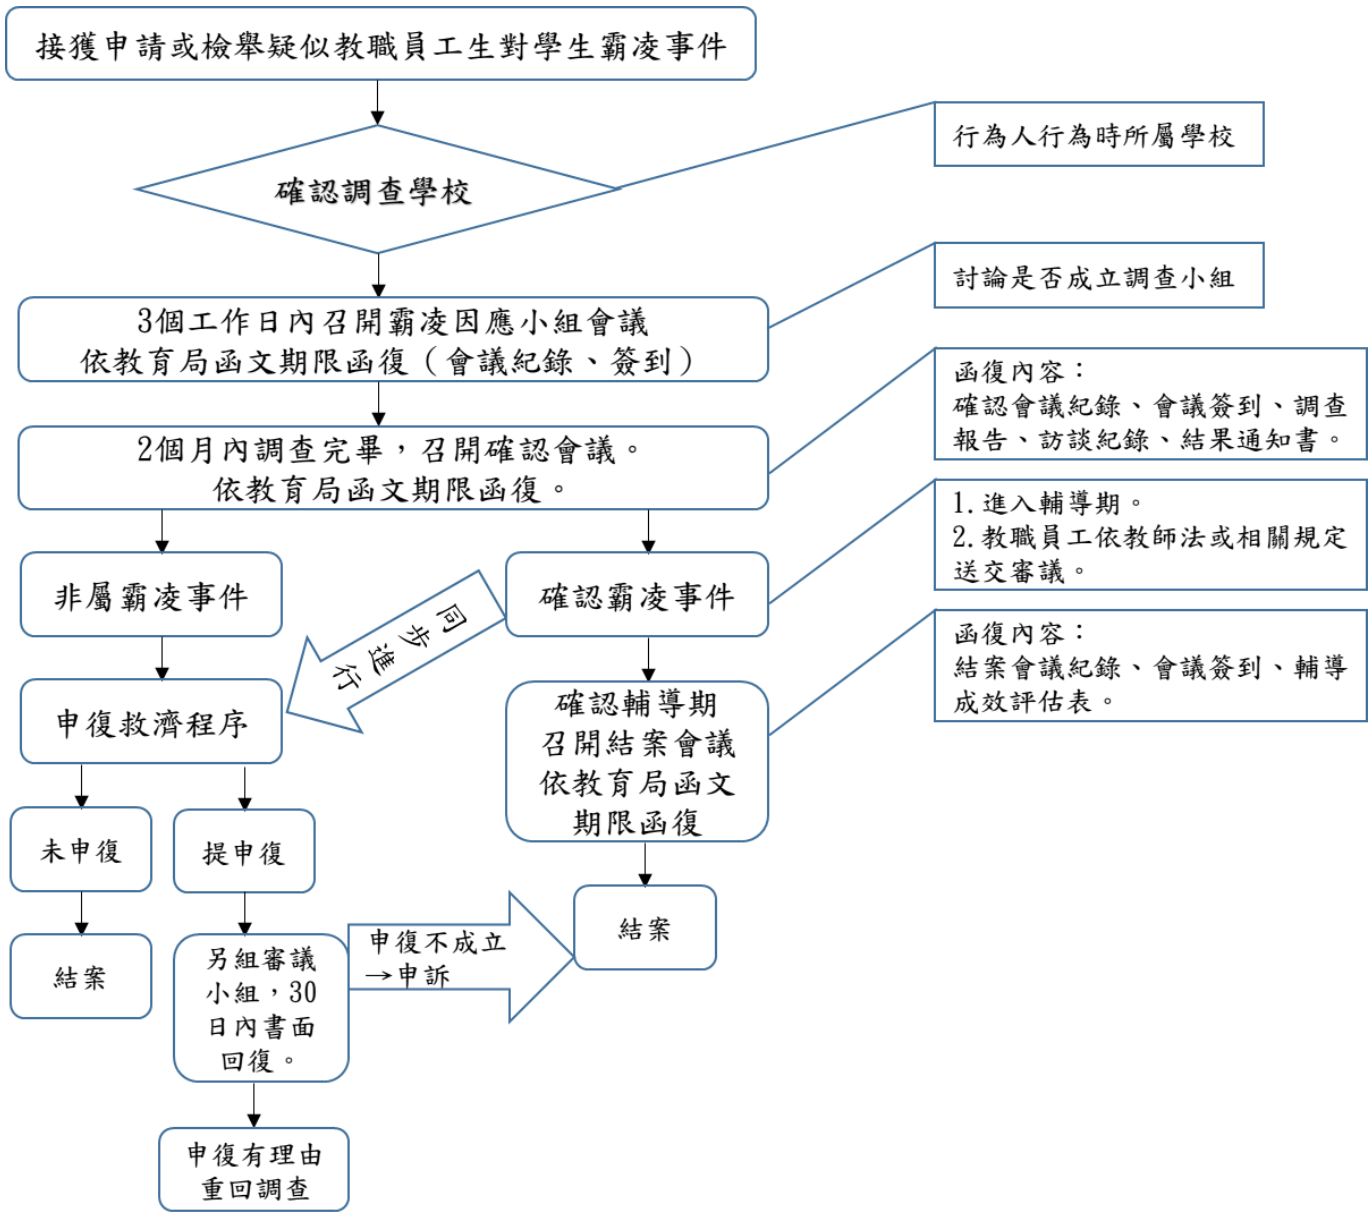 接獲申請或檢舉疑似教職員工生對學生霸凌事件
確認調查學校
行為人行為時所屬學校
3個工作日內召開霸凌因應小組會議
依教育局函文期限函復（會議紀錄、簽到）
討論是否成立調查小組
2個月內調查完畢，召開確認會議。
依教育局函文期限函復。
函復內容：
確認會議紀錄、會議簽到、調查
報告、訪談紀錄、結果通知書。
非屬霸凌事件
確認霸凌事件
1.進入輔導期。
2.教職員工依教師法或相關規定
送交審議。
同步進行
申復救濟程序
確認輔導期
召開結案會議
依教育局函文
期限函復
函復內容：
結案會議紀錄、會議簽到、輔導
成效評估表。
未申復
提申復
結案
另組審議
小組，30
日內書面
回復。
申復不成立
→申訴
結案
申復有理由
重回調查